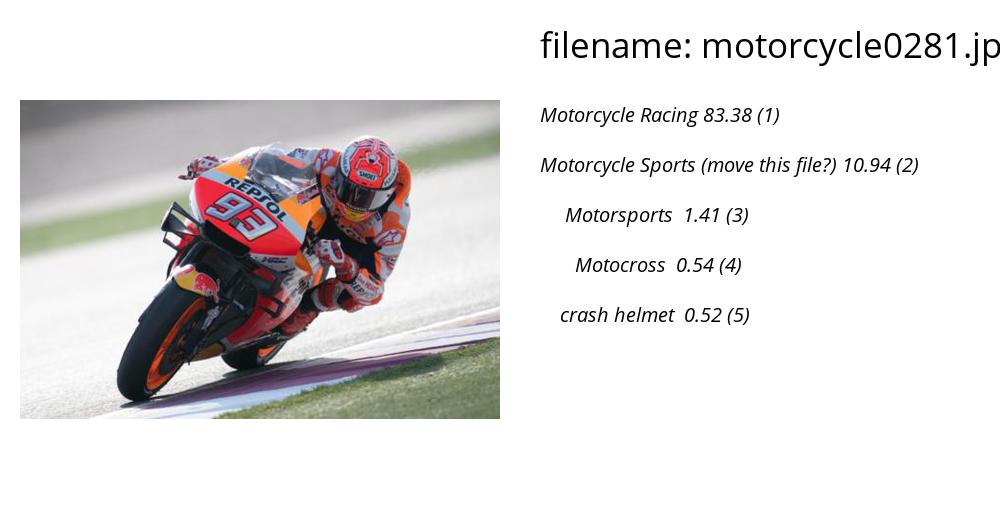 filename: motorcycle0281.jp
Motorcycle Racing 83.38 (1)
Motorcycle Sports (move this file?) 10.94 (2)
Motorsports 1.41 (3)
Motocross 0.54 (4)
crash helmet 0.52 (5)
SHOEI
REPSOL
93
HRC